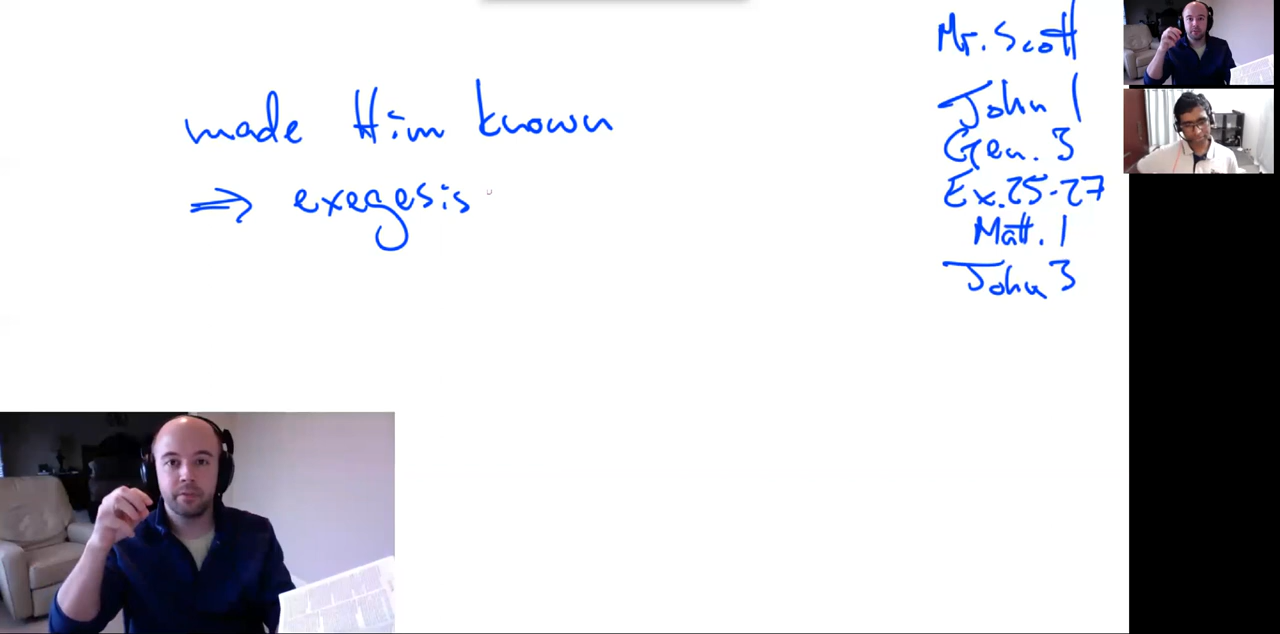 made Him known
⇒ exegesis
Mr. Scott
John 1
Gen. 3
Ex. 25-27
Matt. 1
John 3